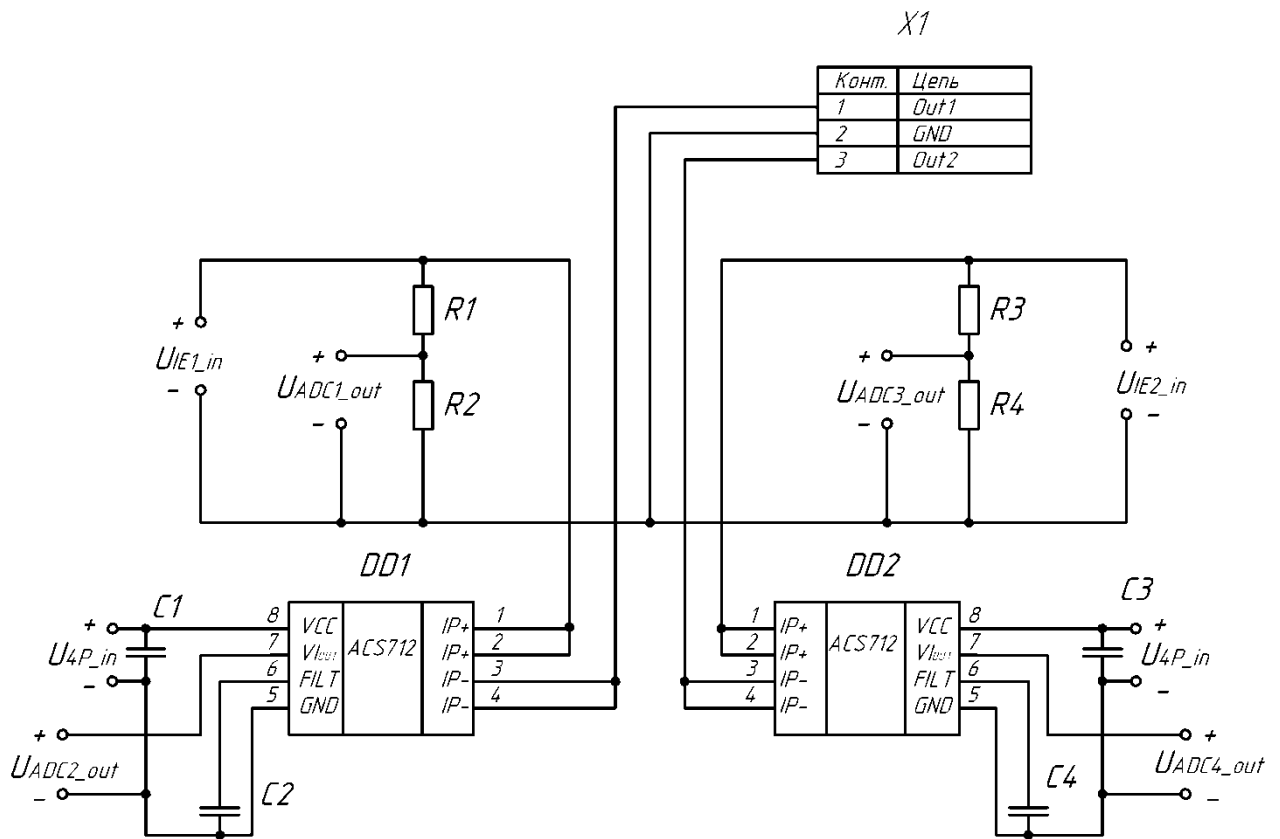 X1
Конт. Цепь
1 Out1
2 GND
3 Out2
+
UIE1_in
-
R1
+
UADC1_out
-
R2
R3
+
UADC3_out
-
R4
+
UIE2_in
-
DD1
DD2
C1
+
U4P_in
-
8 VCC ACS712 IP+ 1
7 VIOUT IP+ 2
6 FILT IP- 3
5 GND IP- 4
+
UADC2_out
-
C2
1 IP+ ACS712 VCC 8
2 IP+ VIOUT 7
3 IP- FILT 6
4 IP- GND 5
C3
+
U4P_in
-
+
UADC4_out
-
C4